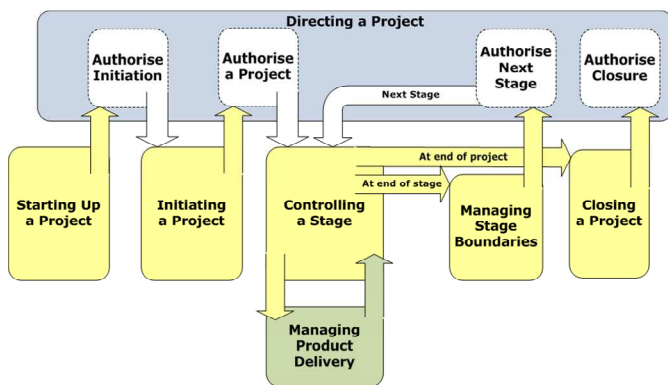 Directing a Project
Authorise
Initiation
Authorise
a Project
Authorise
Next
Stage
Authorise
Closure
Next Stage
At end of project
At end of stage
Starting Up
a Project
Initiating
a Project
Controlling
a Stage
Managing
Stage
Boundaries
Closing
a Project
Managing
Product
Delivery